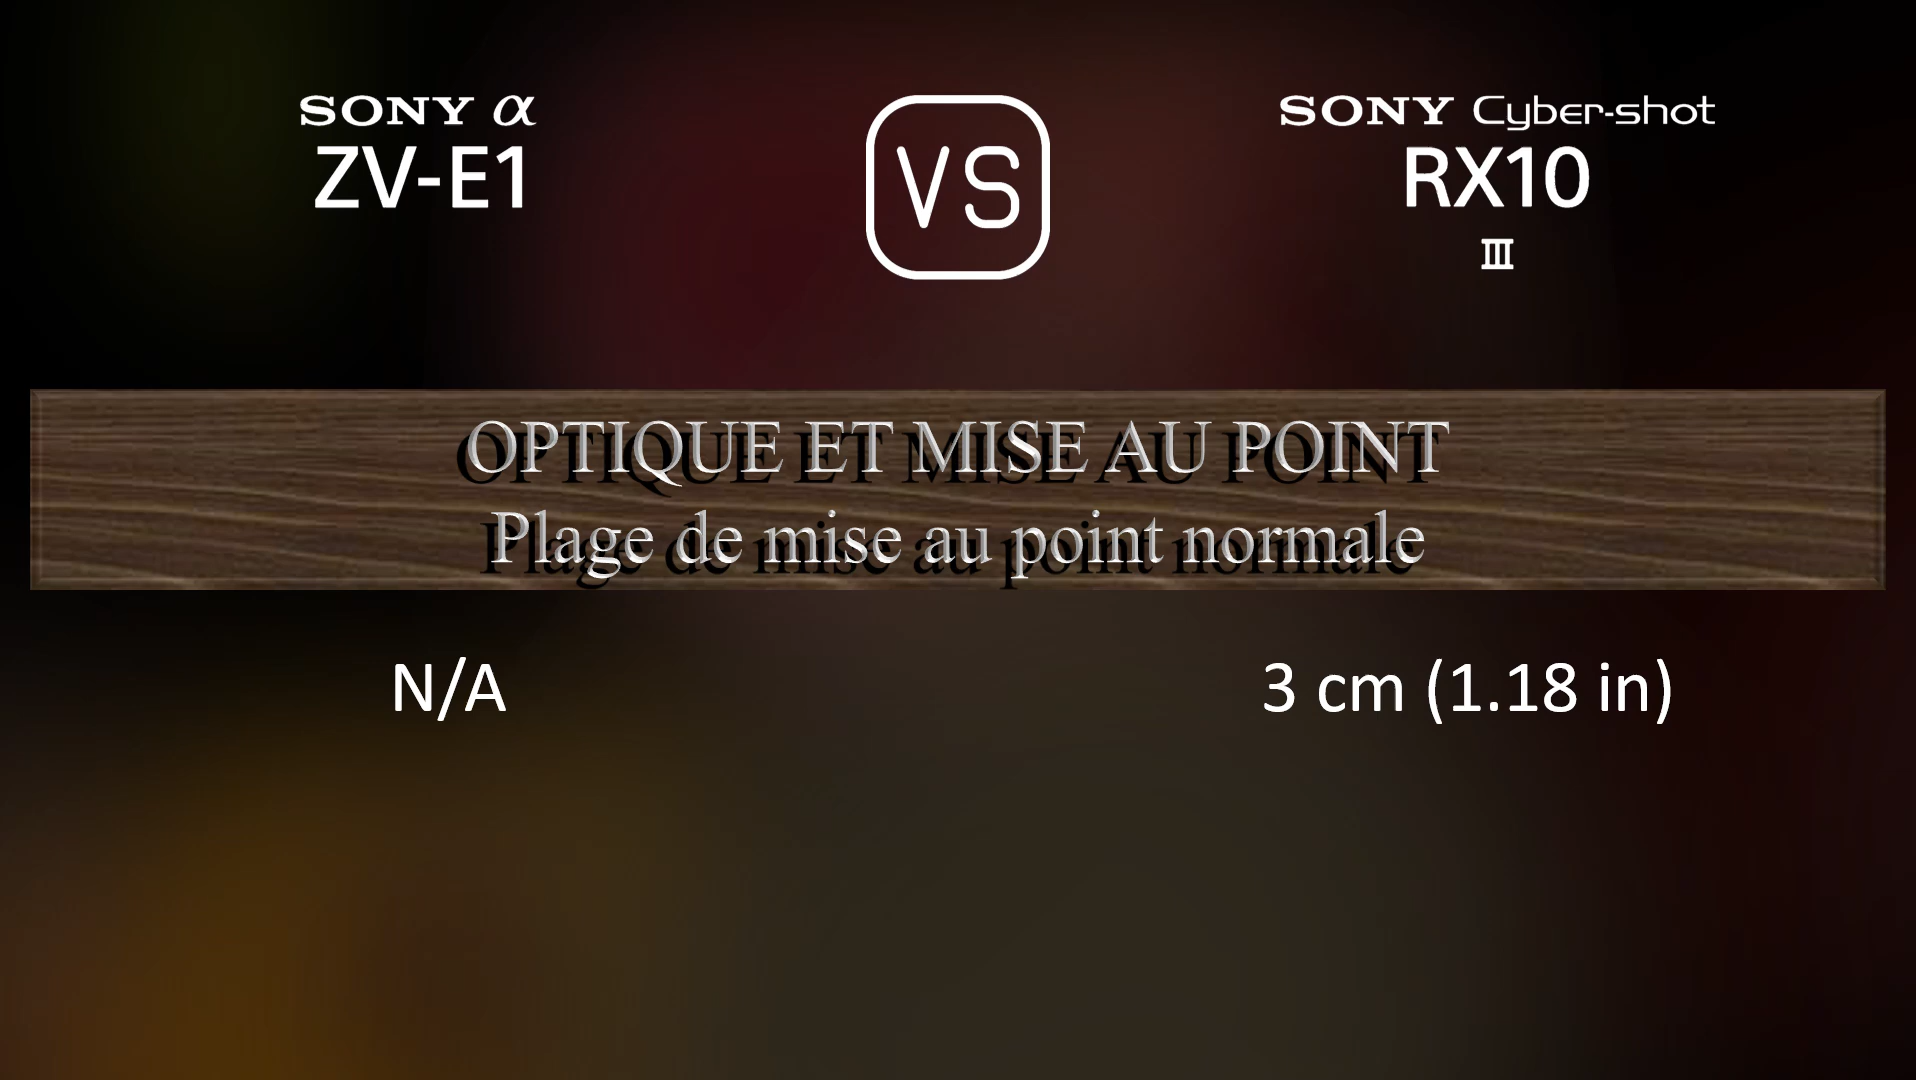 SONY α
ZV-E1
VS
SONY Cyber-shot
RX10
III
OPTIQUE ET MISE AU POINT
Plage de mise au point normale
N/A
3 cm (1.18 in)